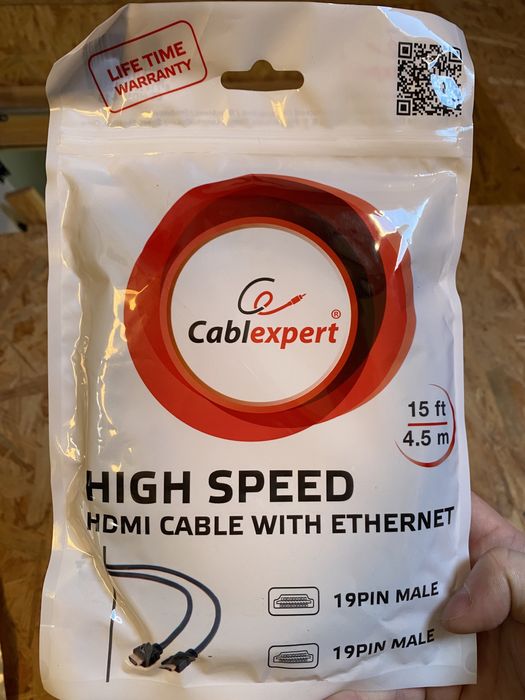 LIFE TIME
WARRANTY
Cablexpert®
15 ft
4.5 m
HIGH SPEED
HDMI CABLE WITH ETHERNET
19PIN MALE
19PIN MALE